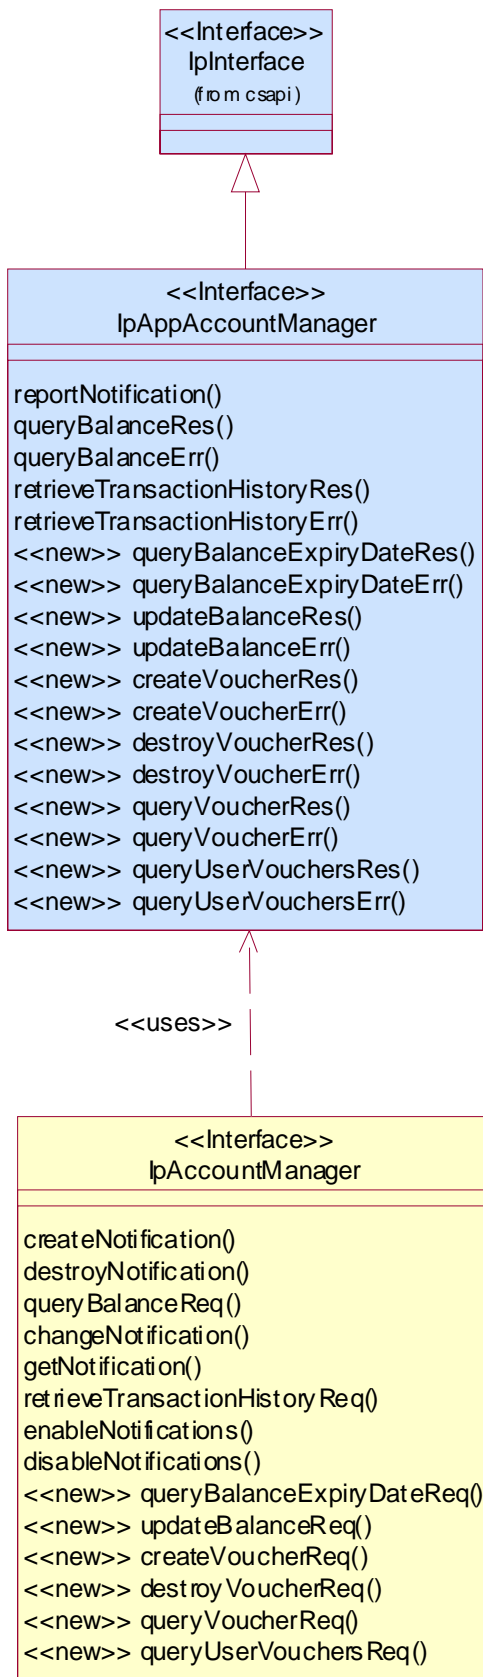 <<Interface>>
IpInterface
(from csapi)
<<Interface>>
IpAppAccountManager
reportNotification()
queryBalanceRes()
queryBalanceErr()
retrieveTransactionHistoryRes()
retrieveTransactionHistoryErr()
<<new>> queryBalanceExpiryDateRes()
<<new>> queryBalanceExpiryDateErr()
<<new>> updateBalanceRes()
<<new>> updateBalanceErr()
<<new>> createVoucherRes()
<<new>> createVoucherErr()
<<new>> destroyVoucherRes()
<<new>> destroyVoucherErr()
<<new>> queryVoucherRes()
<<new>> queryVoucherErr()
<<new>> queryUserVouchersRes()
<<new>> queryUserVouchersErr()
<<uses>>
<<Interface>>
IpAccountManager
createNotification()
destroyNotification()
queryBalanceReq()
changeNotification()
getNotification()
retrieveTransactionHistoryReq()
enableNotifications()
disableNotifications()
<<new>> queryBalanceExpiryDateReq()
<<new>> updateBalanceReq()
<<new>> createVoucherReq()
<<new>> destroyVoucherReq()
<<new>> queryVoucherReq()
<<new>> queryUserVouchersReq()